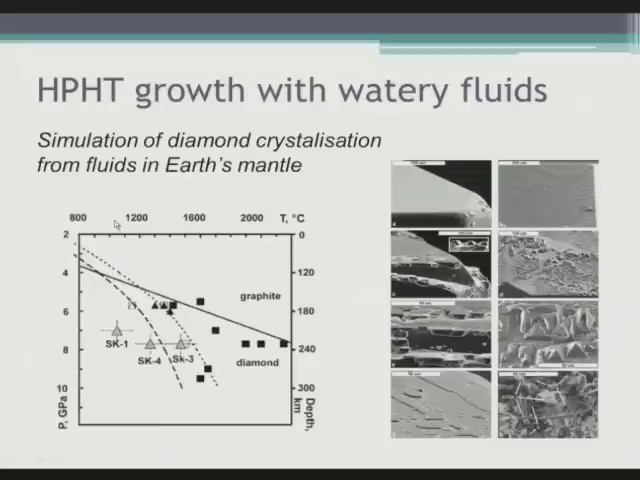 HPHT growth with watery fluids
Simulation of diamond crystalisation
from fluids in Earth's mantle
800 1200 1600 2000 T, °C
2 0
4 120
graphite
6 180
SK-1
SK-4 Sk-3
8 240
diamond
10 300
P, GPa
Depth, km